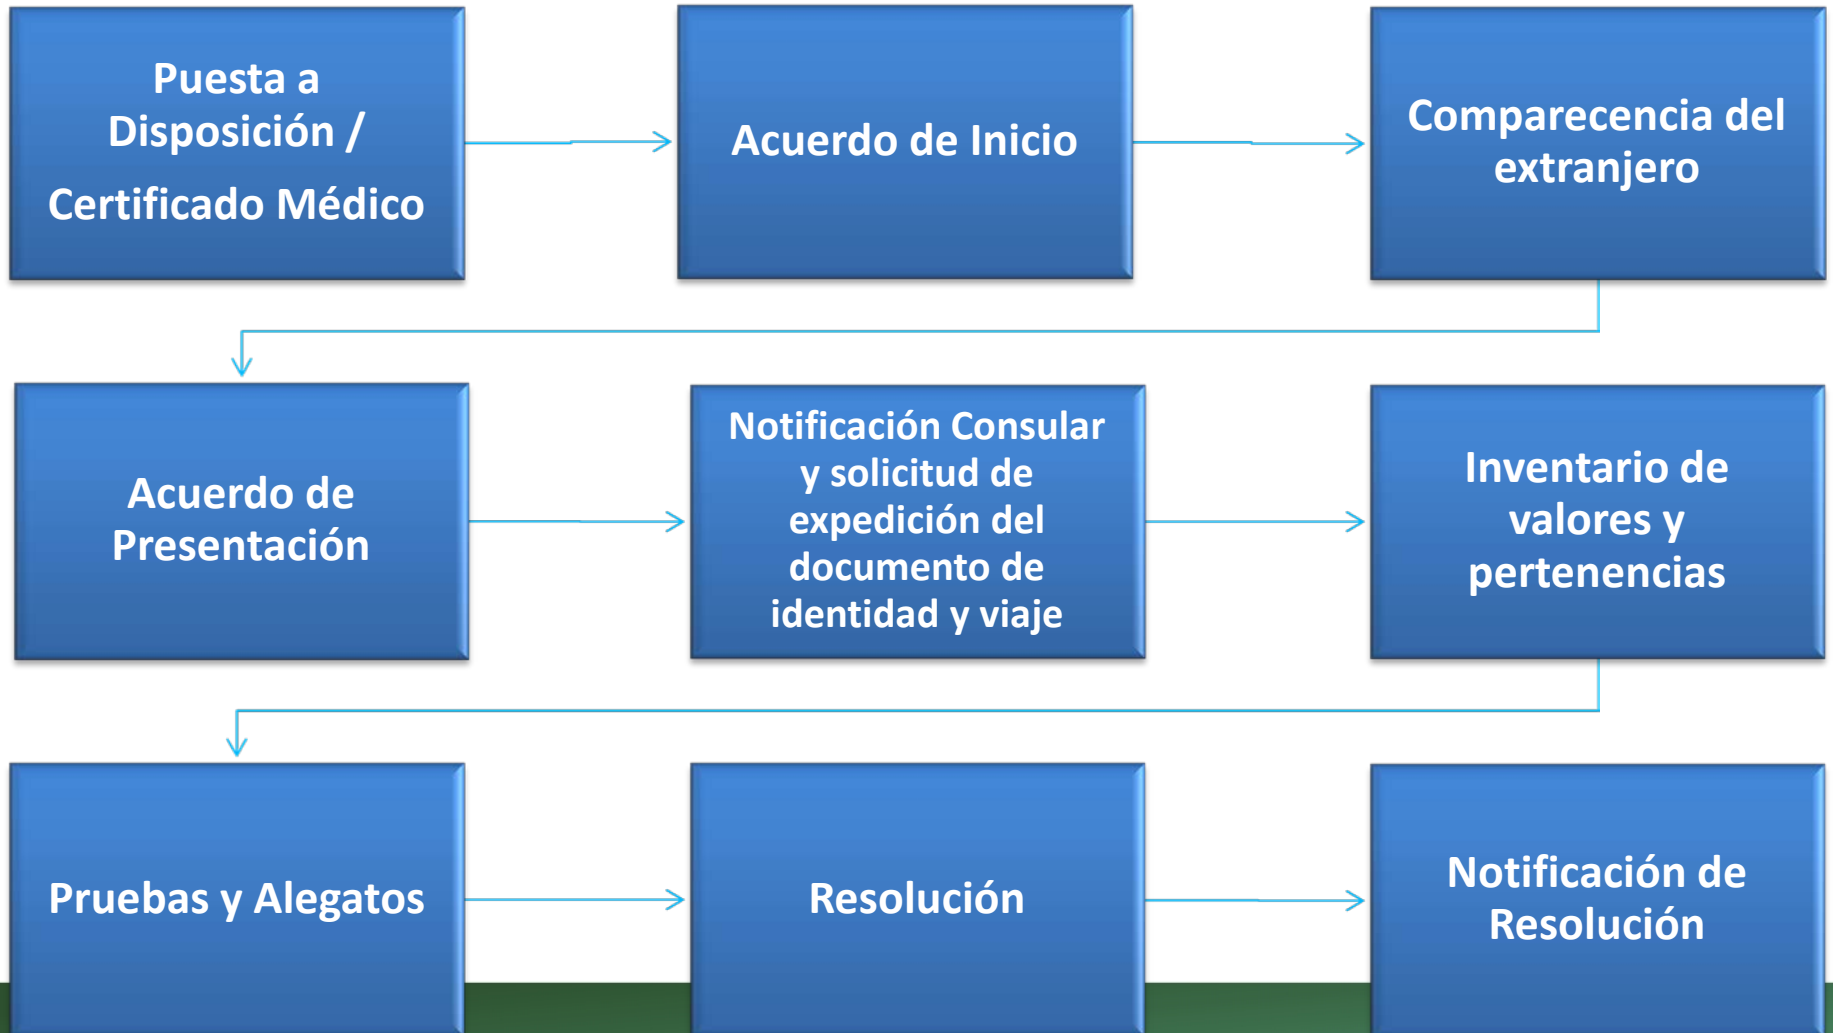 Puesta a
Disposición /
Certificado Médico
Acuerdo de Inicio
Comparecencia del
extranjero
Acuerdo de
Presentación
Notificación Consular
y solicitud de
expedición del
documento de
identidad y viaje
Inventario de
valores y
pertenencias
Pruebas y Alegatos
Resolución
Notificación de
Resolución